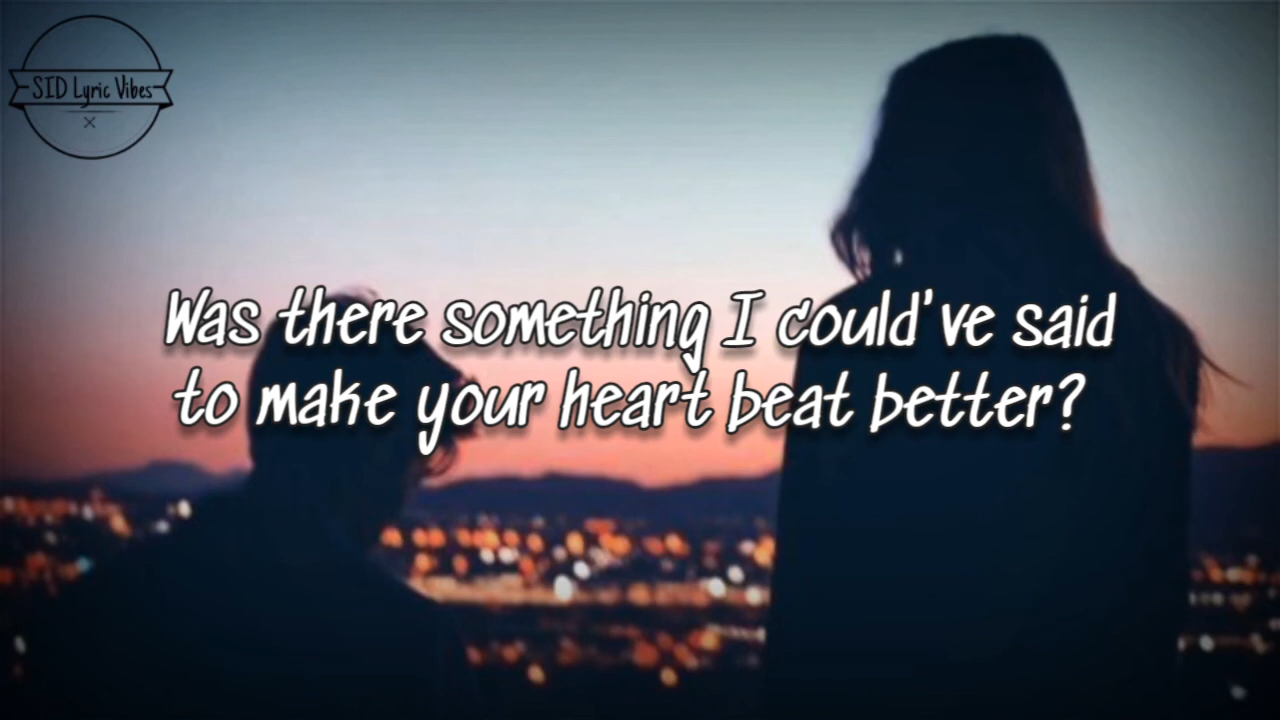 SID Lyric Vibes
Was there something I could've said
to make your heart beat better?